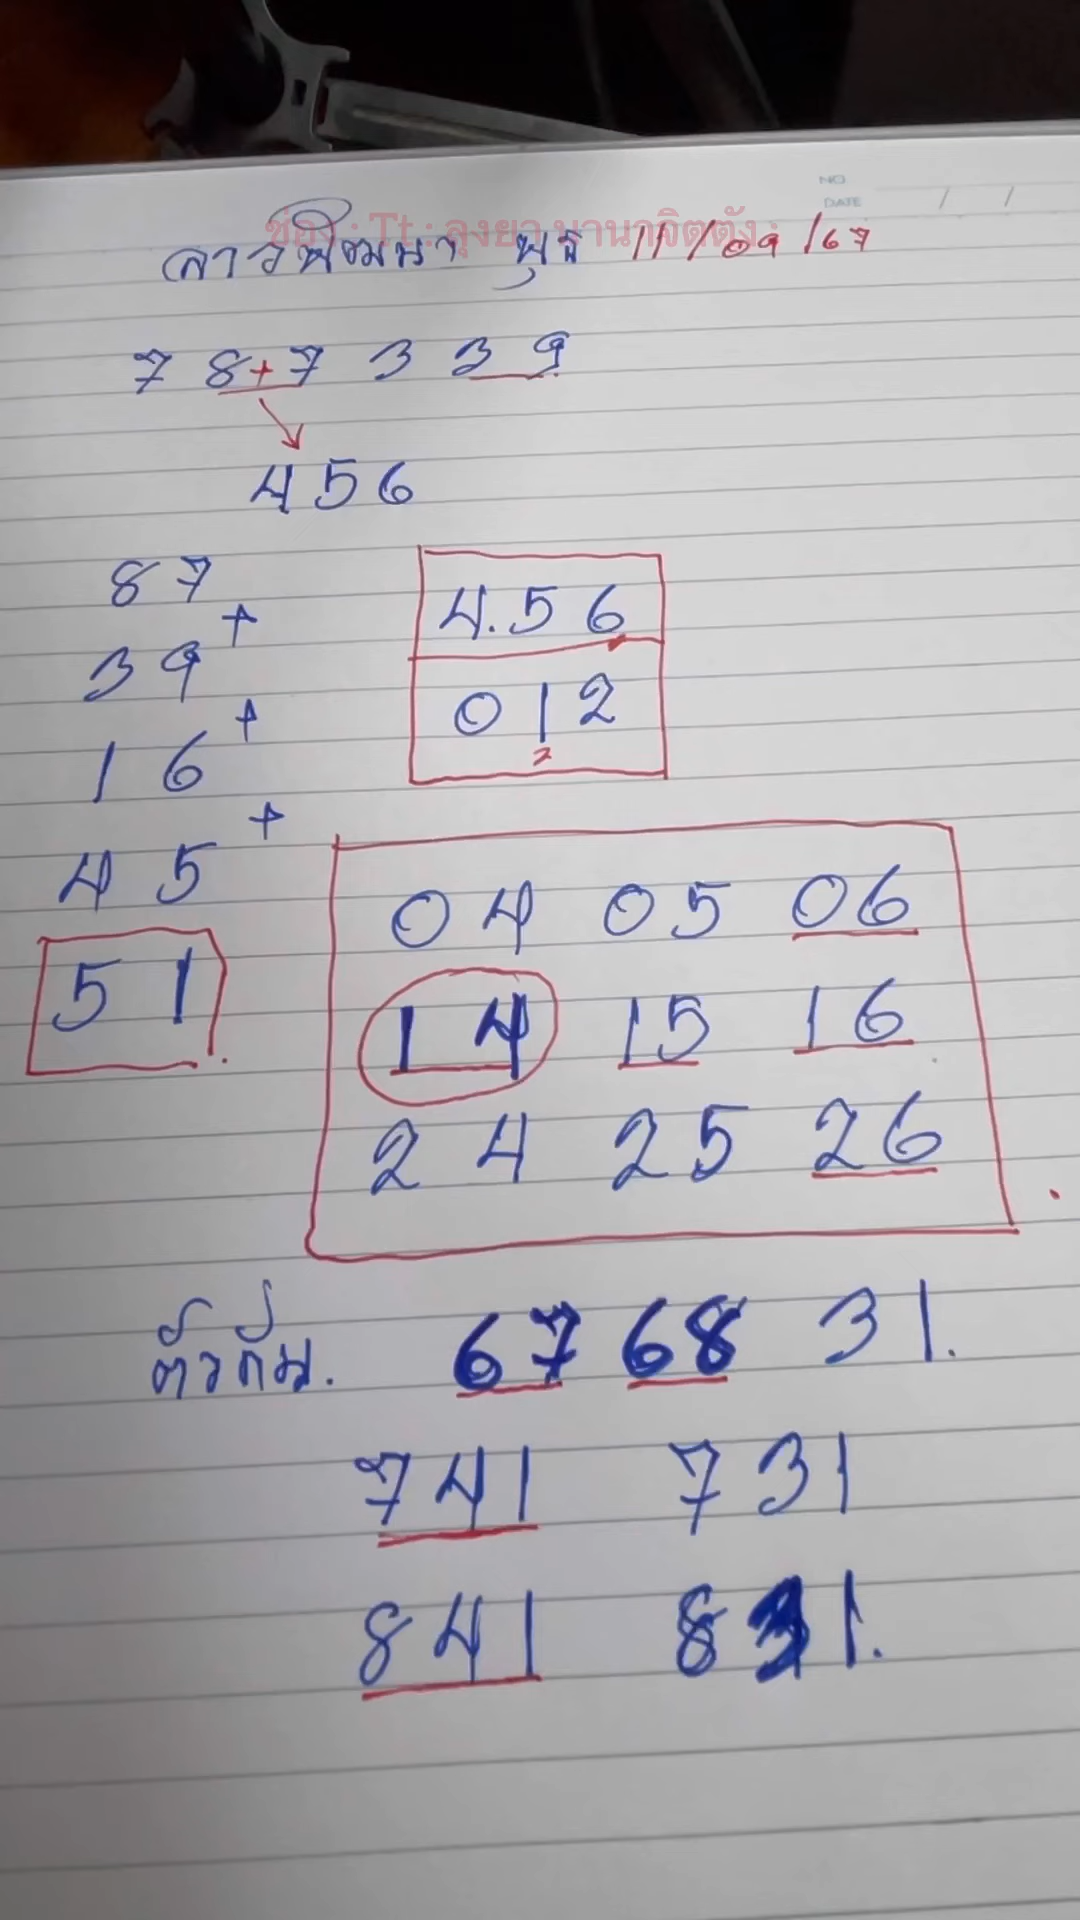 NO
DATE / /
ช่อง : Tt : ลุงยา นานาจิตตัง :
ลาวพัฒนา พุธ 11/09/67
7 8+7 3 3 9
456
87
+
39
+
16
+
45
51
4.56
012
04 05 06
14 15 16
24 25 26
ตัวกัน. 67 68 31.
741 731
841 831.